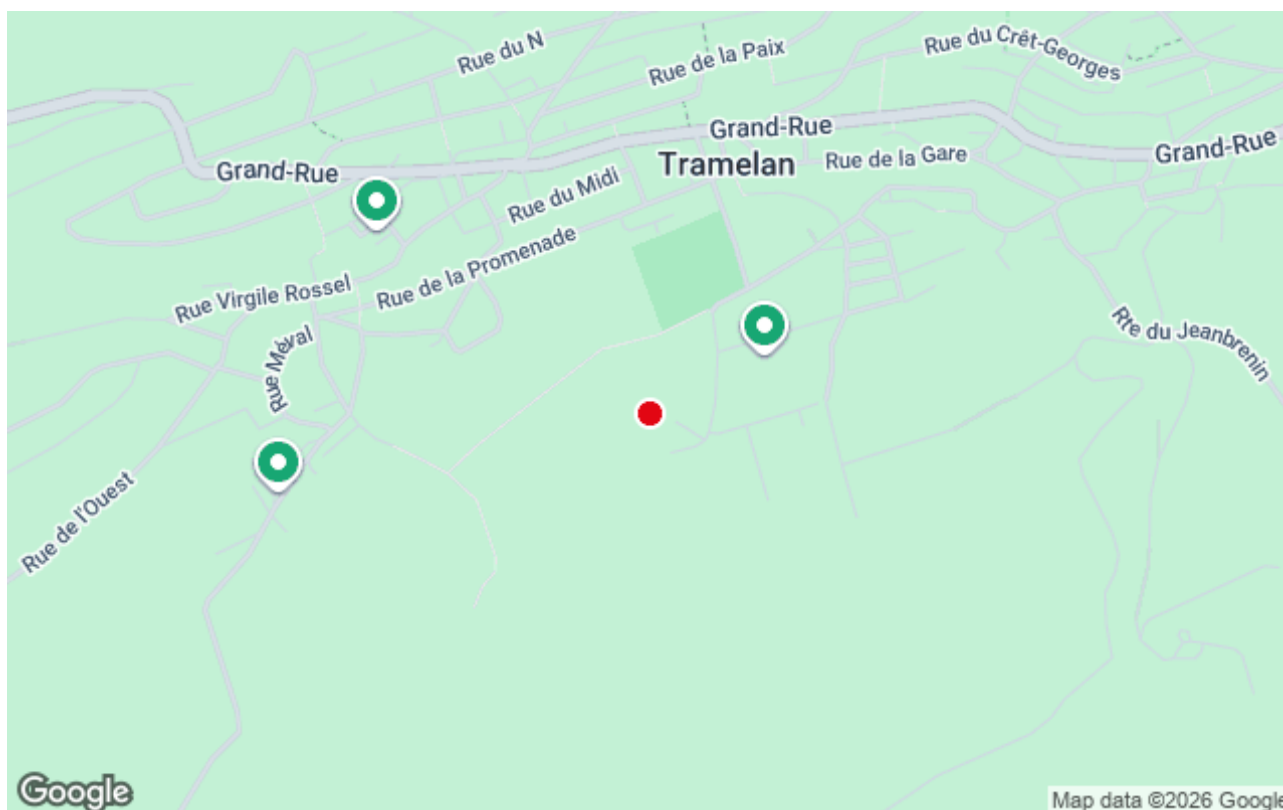 Rue du N
Rue de la Paix
Rue du Crêt-Georges
Grand-Rue
Grand-Rue
Grand-Rue
Tramelan
Rue de la Gare
Rue du Midi
Rue de la Promenade
Rue Virgile Rossel
Rue Méval
Rte du Jeanbrenin
Rue de l'Ouest
Google
Map data ©2026 Google